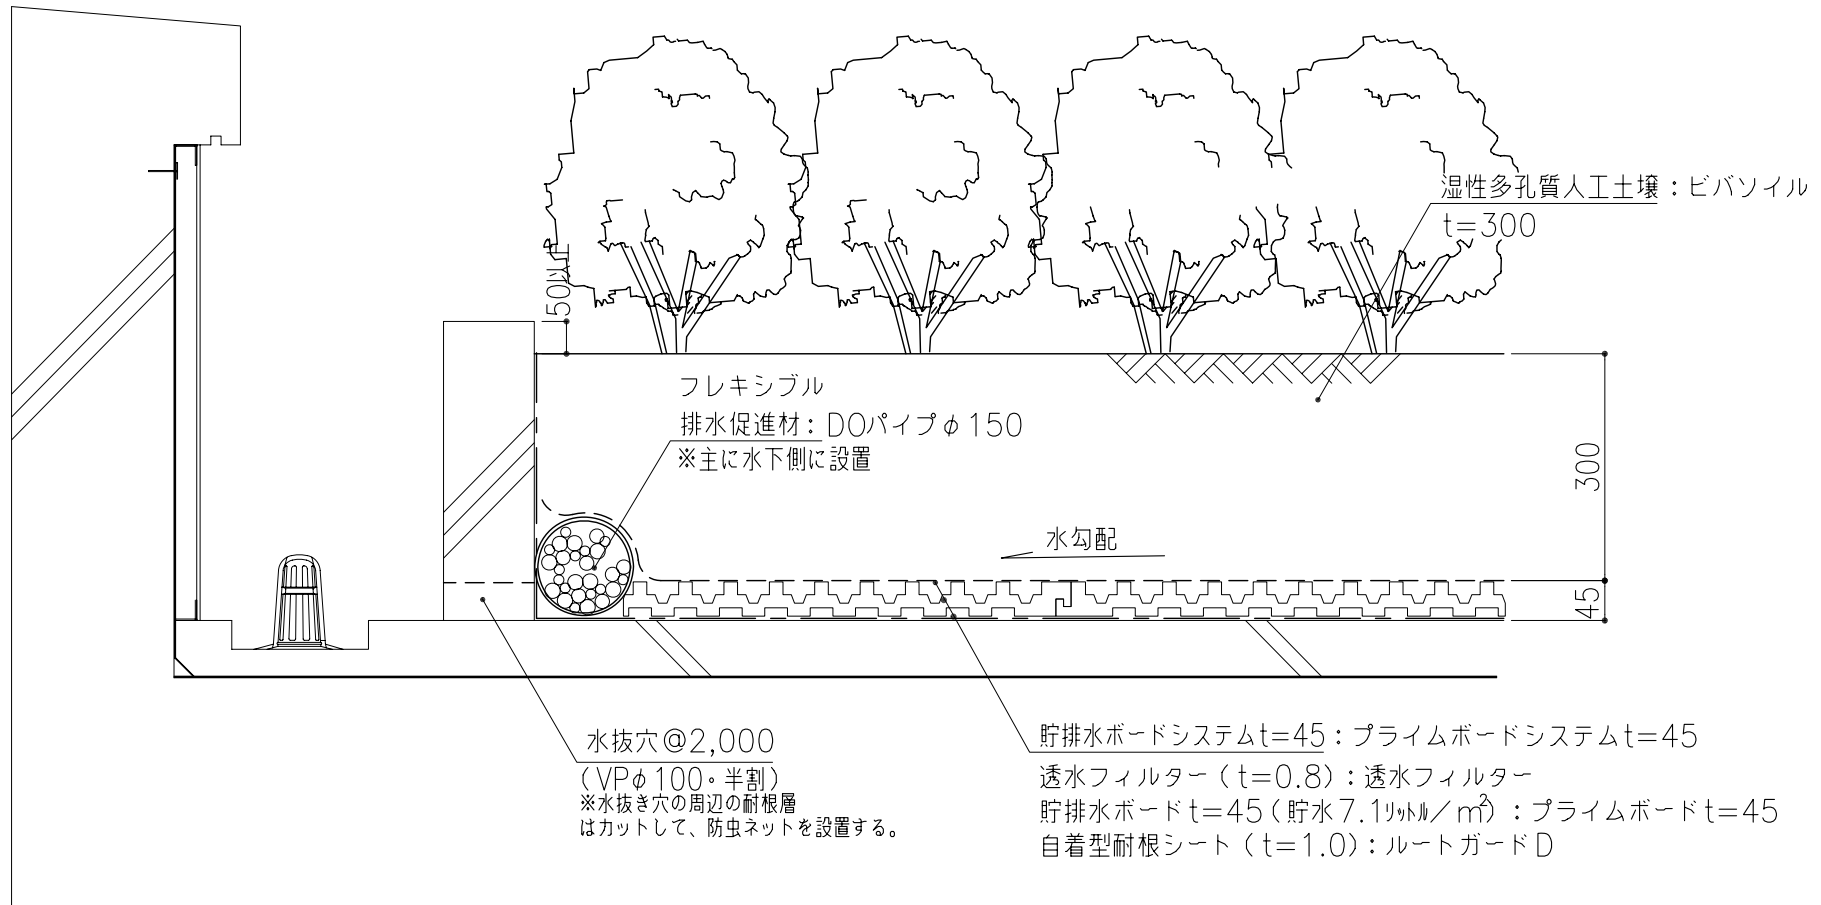 湿性多孔質人工土壌：ビバソイル
t=300
50以上
フレキシブル
排水促進材：DOパイプφ150
※主に水下側に設置
300
水勾配
45
水抜穴@2,000
(VPφ100・半割)
※水抜き穴の周辺の耐根層
はカットして、防虫ネットを設置する。
貯排水ボードシステムt=45：プライムボードシステムt=45
透水フィルター(t=0.8)：透水フィルター
貯排水ボードt=45(貯水7.1ﾘｯﾄﾙ／㎡)：プライムボードt=45
自着型耐根シート(t=1.0)：ルートガードD